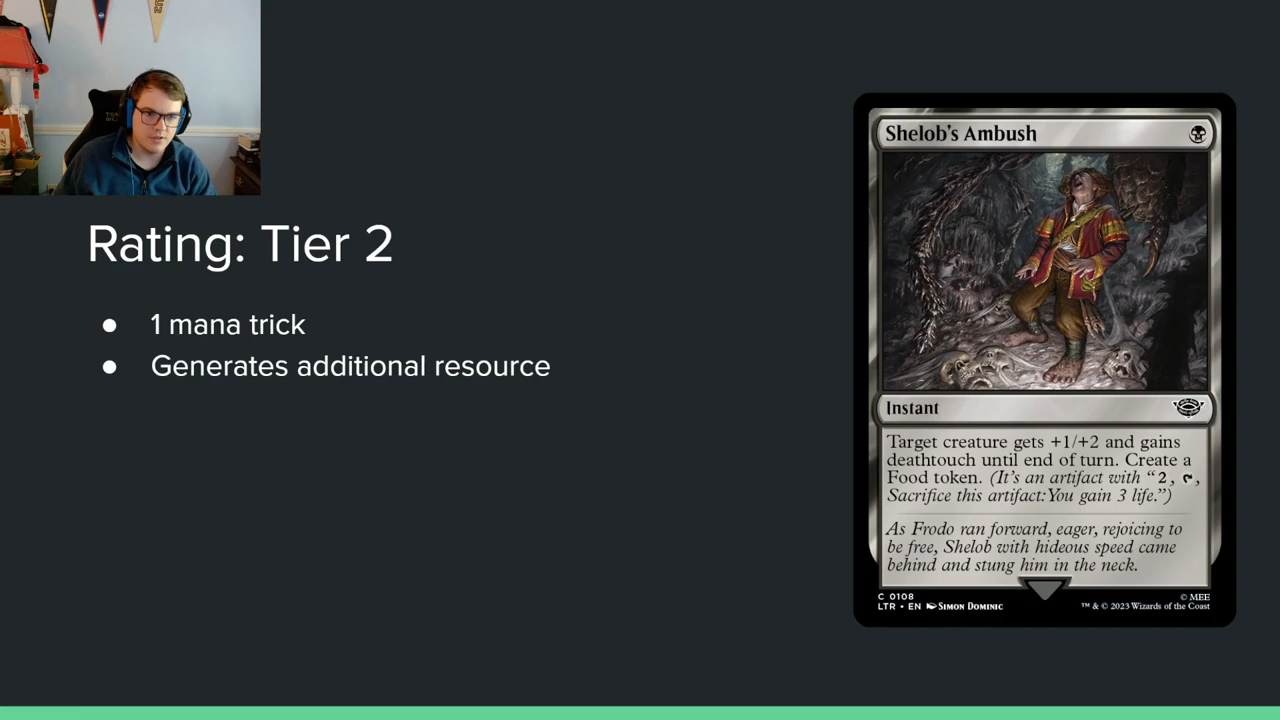 Rating: Tier 2
● 1 mana trick
● Generates additional resource
Shelob's Ambush
Instant
Target creature gets +1/+2 and gains
deathtouch until end of turn. Create a
Food token. (It's an artifact with “2, ,
Sacrifice this artifact: You gain 3 life.”)
As Frodo ran forward, eager, rejoicing to
be free, Shelob with hideous speed came
behind and stung him in the neck.
C 0108
LTR • EN SIMON DOMINIC
© MEE
™ & © 2023 Wizards of the Coast